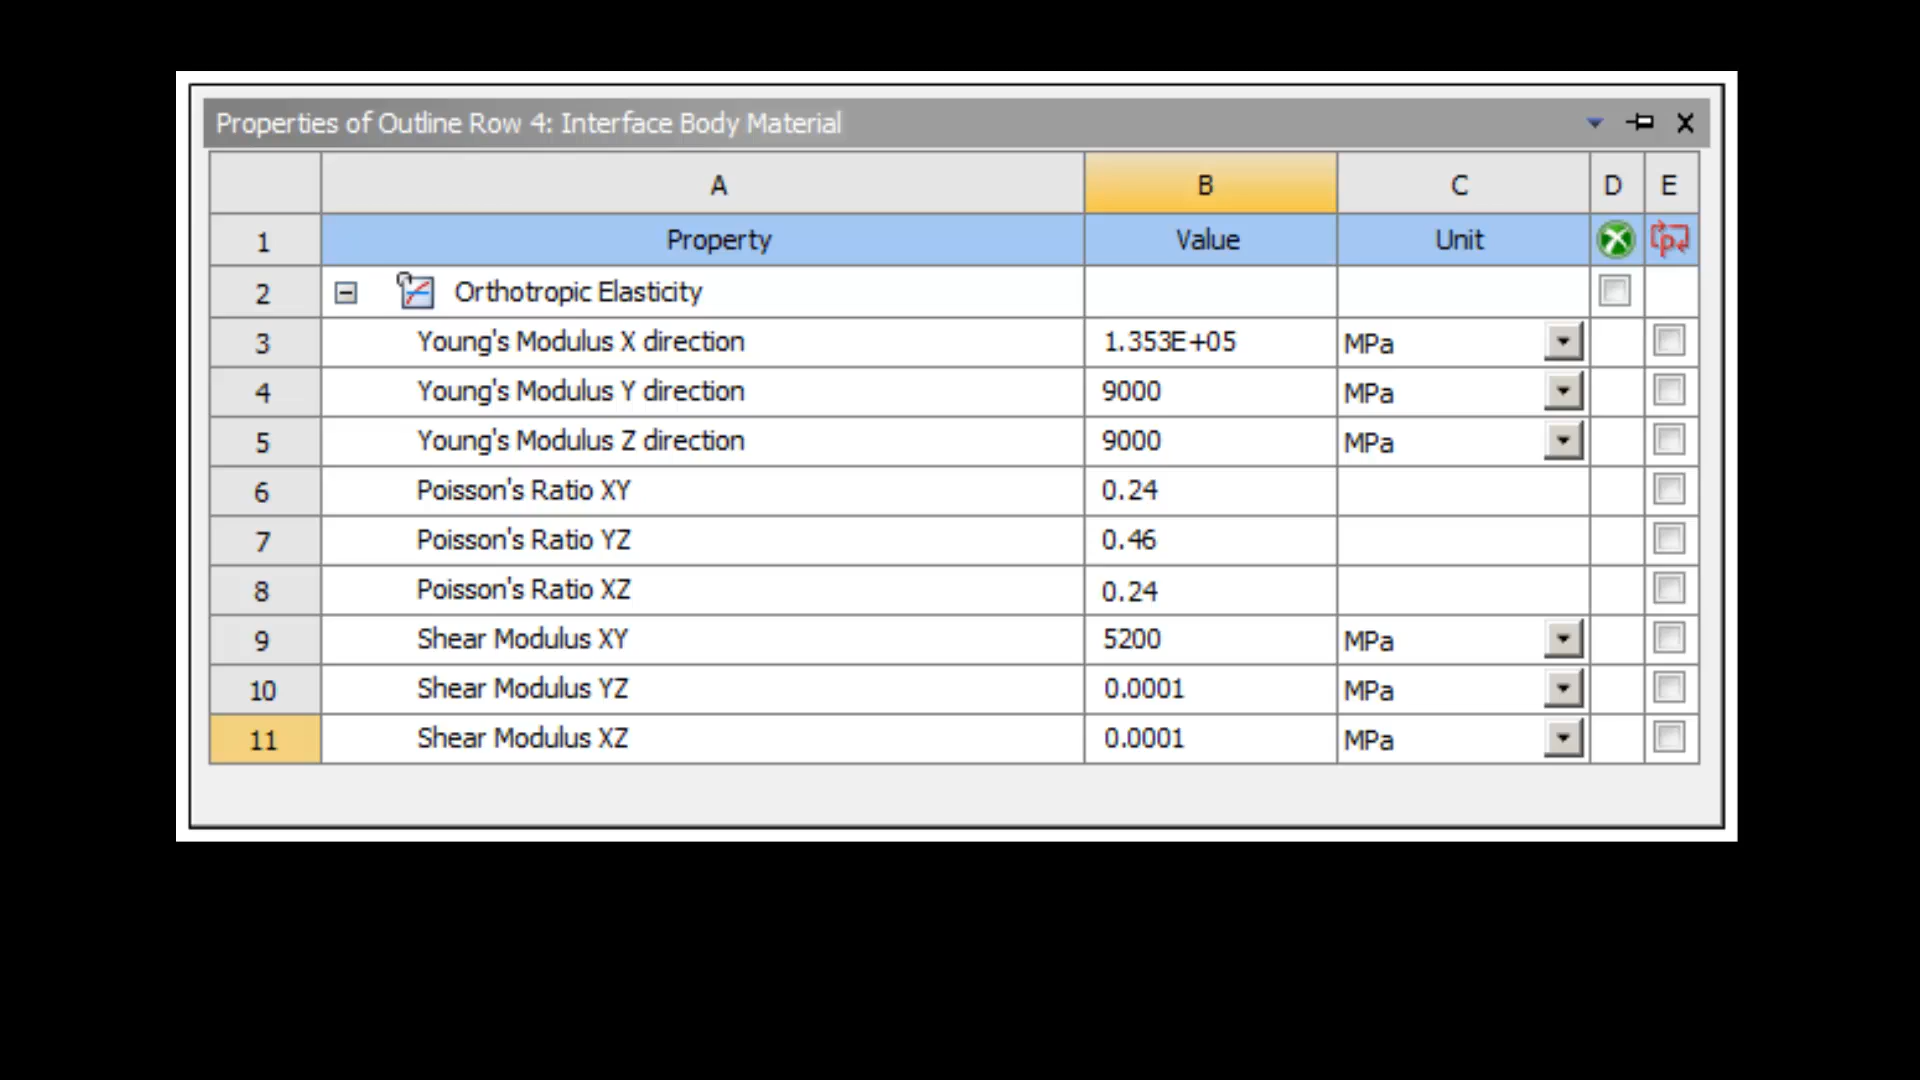 Properties of Outline Row 4: Interface Body Material
A B C D E
1 Property Value Unit
2 Orthotropic Elasticity
3 Young's Modulus X direction 1.353E+05 MPa
4 Young's Modulus Y direction 9000 MPa
5 Young's Modulus Z direction 9000 MPa
6 Poisson's Ratio XY 0.24
7 Poisson's Ratio YZ 0.46
8 Poisson's Ratio XZ 0.24
9 Shear Modulus XY 5200 MPa
10 Shear Modulus YZ 0.0001 MPa
11 Shear Modulus XZ 0.0001 MPa